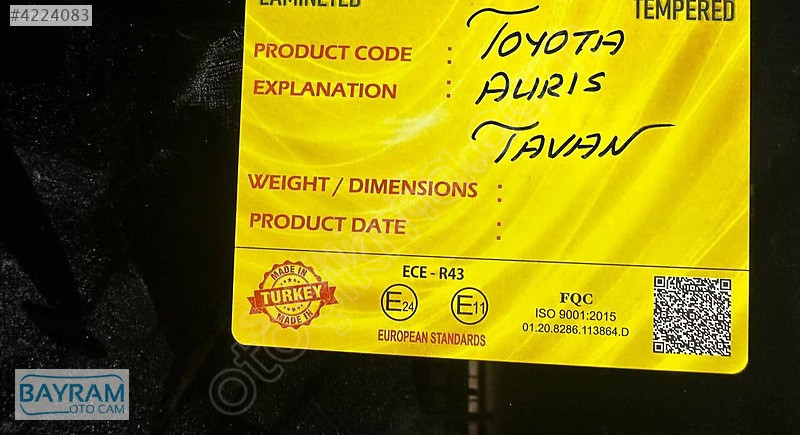 #4224083
LAMINETED TEMPERED
PRODUCT CODE : TOYOTA
EXPLANATION : AURIS
TAVAN
WEIGHT / DIMENSIONS :
PRODUCT DATE :
MADE IN
TURKEY
MADE IN
ECE - R43
E24 E11
EUROPEAN STANDARDS
FQC
ISO 9001:2015
01.20.8286.113864.D
BAYRAM
OTO CAM